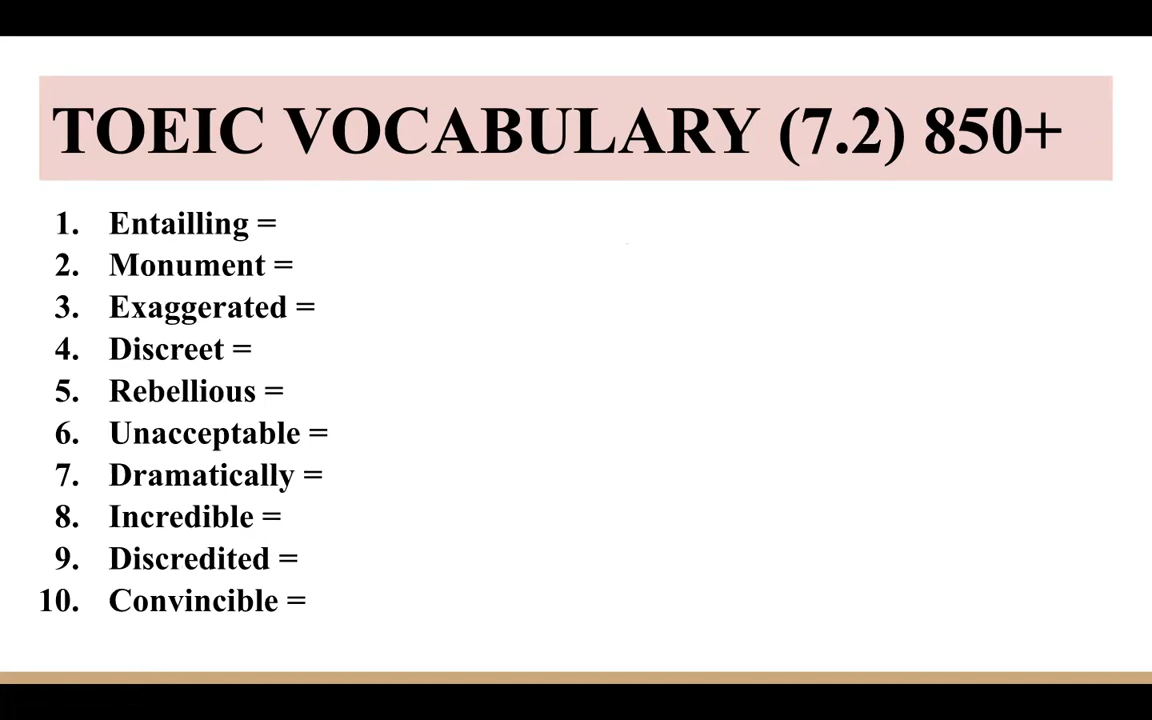 TOEIC VOCABULARY (7.2) 850+
1. Entailling =
2. Monument =
3. Exaggerated =
4. Discreet =
5. Rebellious =
6. Unacceptable =
7. Dramatically =
8. Incredible =
9. Discredited =
10. Convincible =